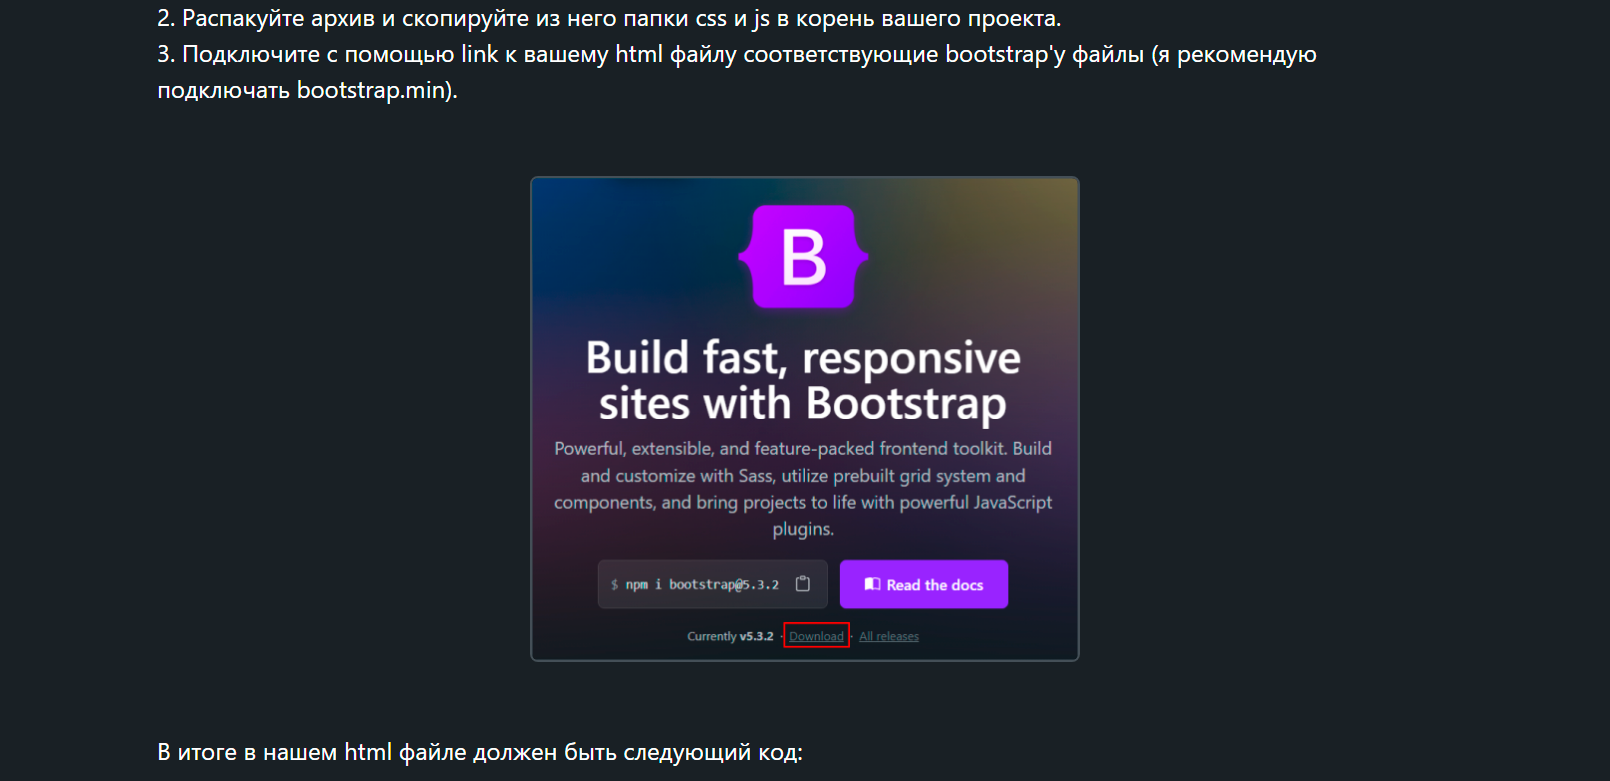 2. Распакуйте архив и скопируйте из него папки css и js в корень вашего проекта.
3. Подключите с помощью link к вашему html файлу соответствующие bootstrap'у файлы (я рекомендую
подключать bootstrap.min).
B
Build fast, responsive
sites with Bootstrap
Powerful, extensible, and feature-packed frontend toolkit. Build
and customize with Sass, utilize prebuilt grid system and
components, and bring projects to life with powerful JavaScript
plugins.
$ npm i bootstrap@5.3.2 Read the docs
Currently v5.3.2 · Download · All releases
В итоге в нашем html файле должен быть следующий код: